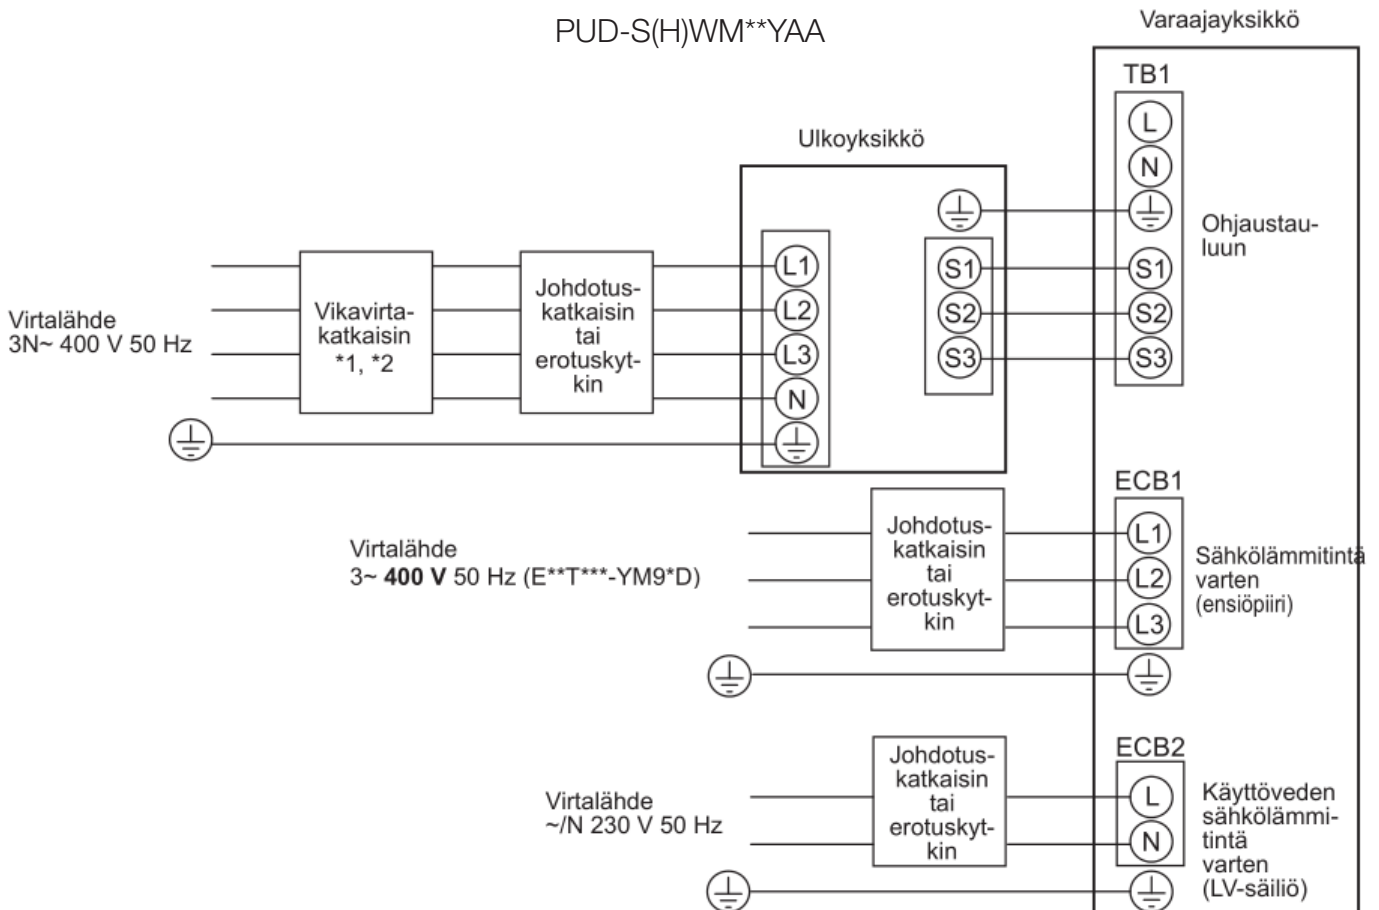 PUD-S(H)WM**YAA
Varaajayksikkö
TB1
L
N
Ohjaustau-
luun
S1
S2
S3
Ulkoyksikkö
L1
L2
L3
N
S1
S2
S3
Virtalähde
3N~ 400 V 50 Hz
Vikavirta-
katkaisin
*1, *2
Johdotus-
katkaisin
tai
erotuskyt-
kin
ECB1
L1
L2
L3
Sähkölämmitintä
varten
(ensiöpiiri)
Virtalähde
3~ 400 V 50 Hz (E**T***-YM9*D)
Johdotus-
katkaisin
tai
erotuskyt-
kin
ECB2
L
N
Käyttöveden
sähkölämmi-
tintä
varten
(LV-säiliö)
Virtalähde
~/N 230 V 50 Hz
Johdotus-
katkaisin
tai
erotuskyt-
kin